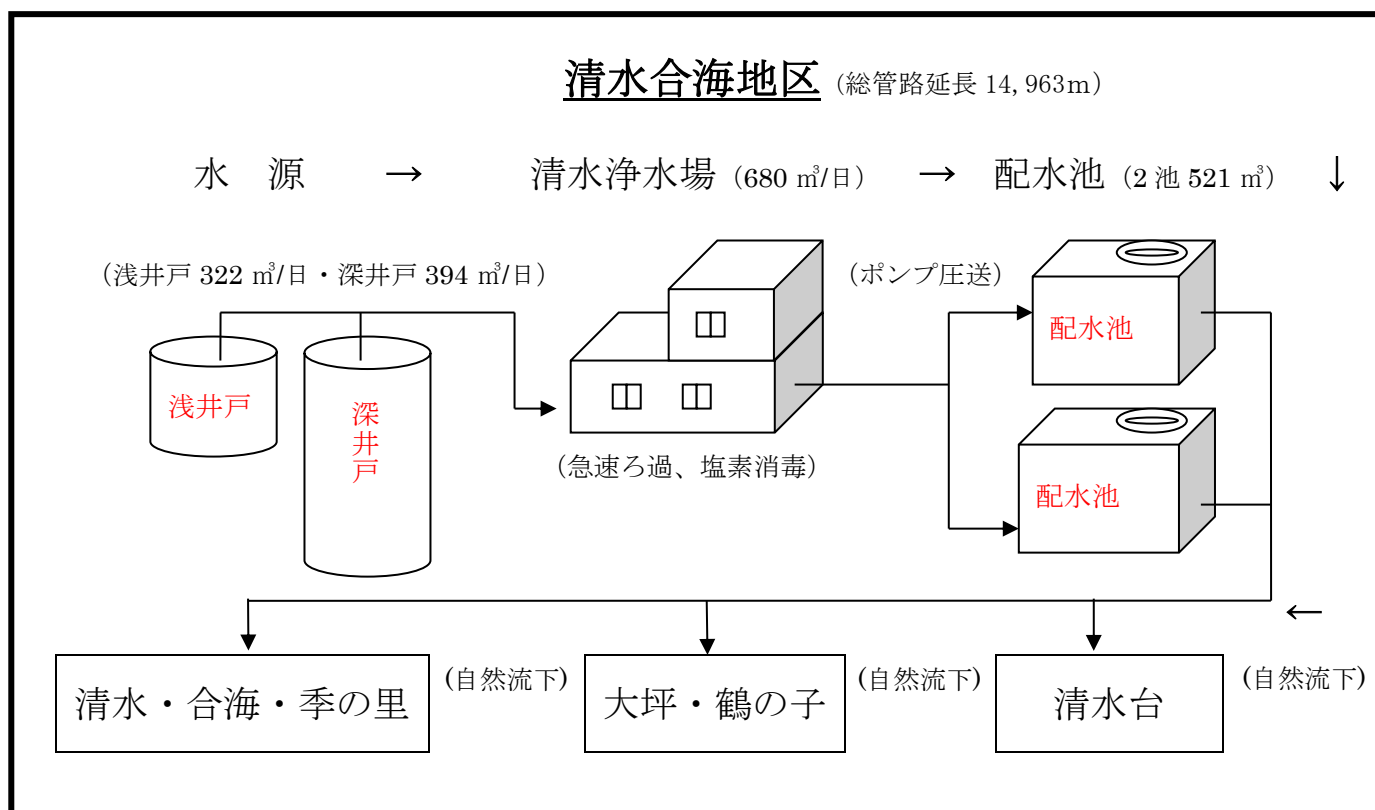 清水合海地区 (総管路延長 14,963m)
水 源 → 清水浄水場 (680 ㎥/日) → 配水池 (2 池 521 ㎥) ↓
(浅井戸 322 ㎥/日・深井戸 394 ㎥/日) (ポンプ圧送)
配水池
浅井戸
深井戸
(急速ろ過、塩素消毒)
配水池
←
清水・合海・季の里 (自然流下) 大坪・鶴の子 (自然流下) 清水台 (自然流下)